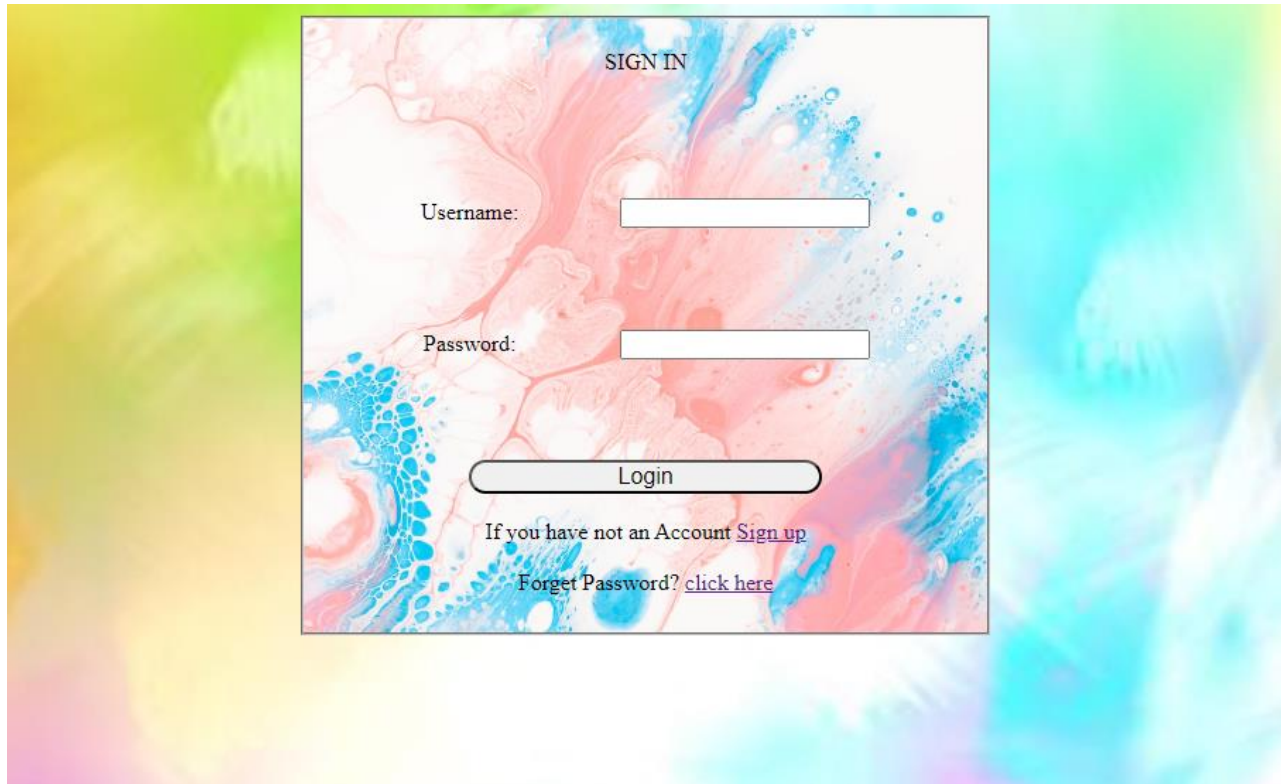 SIGN IN
Username:
Password:
Login
If you have not an Account Sign up
Forget Password? click here